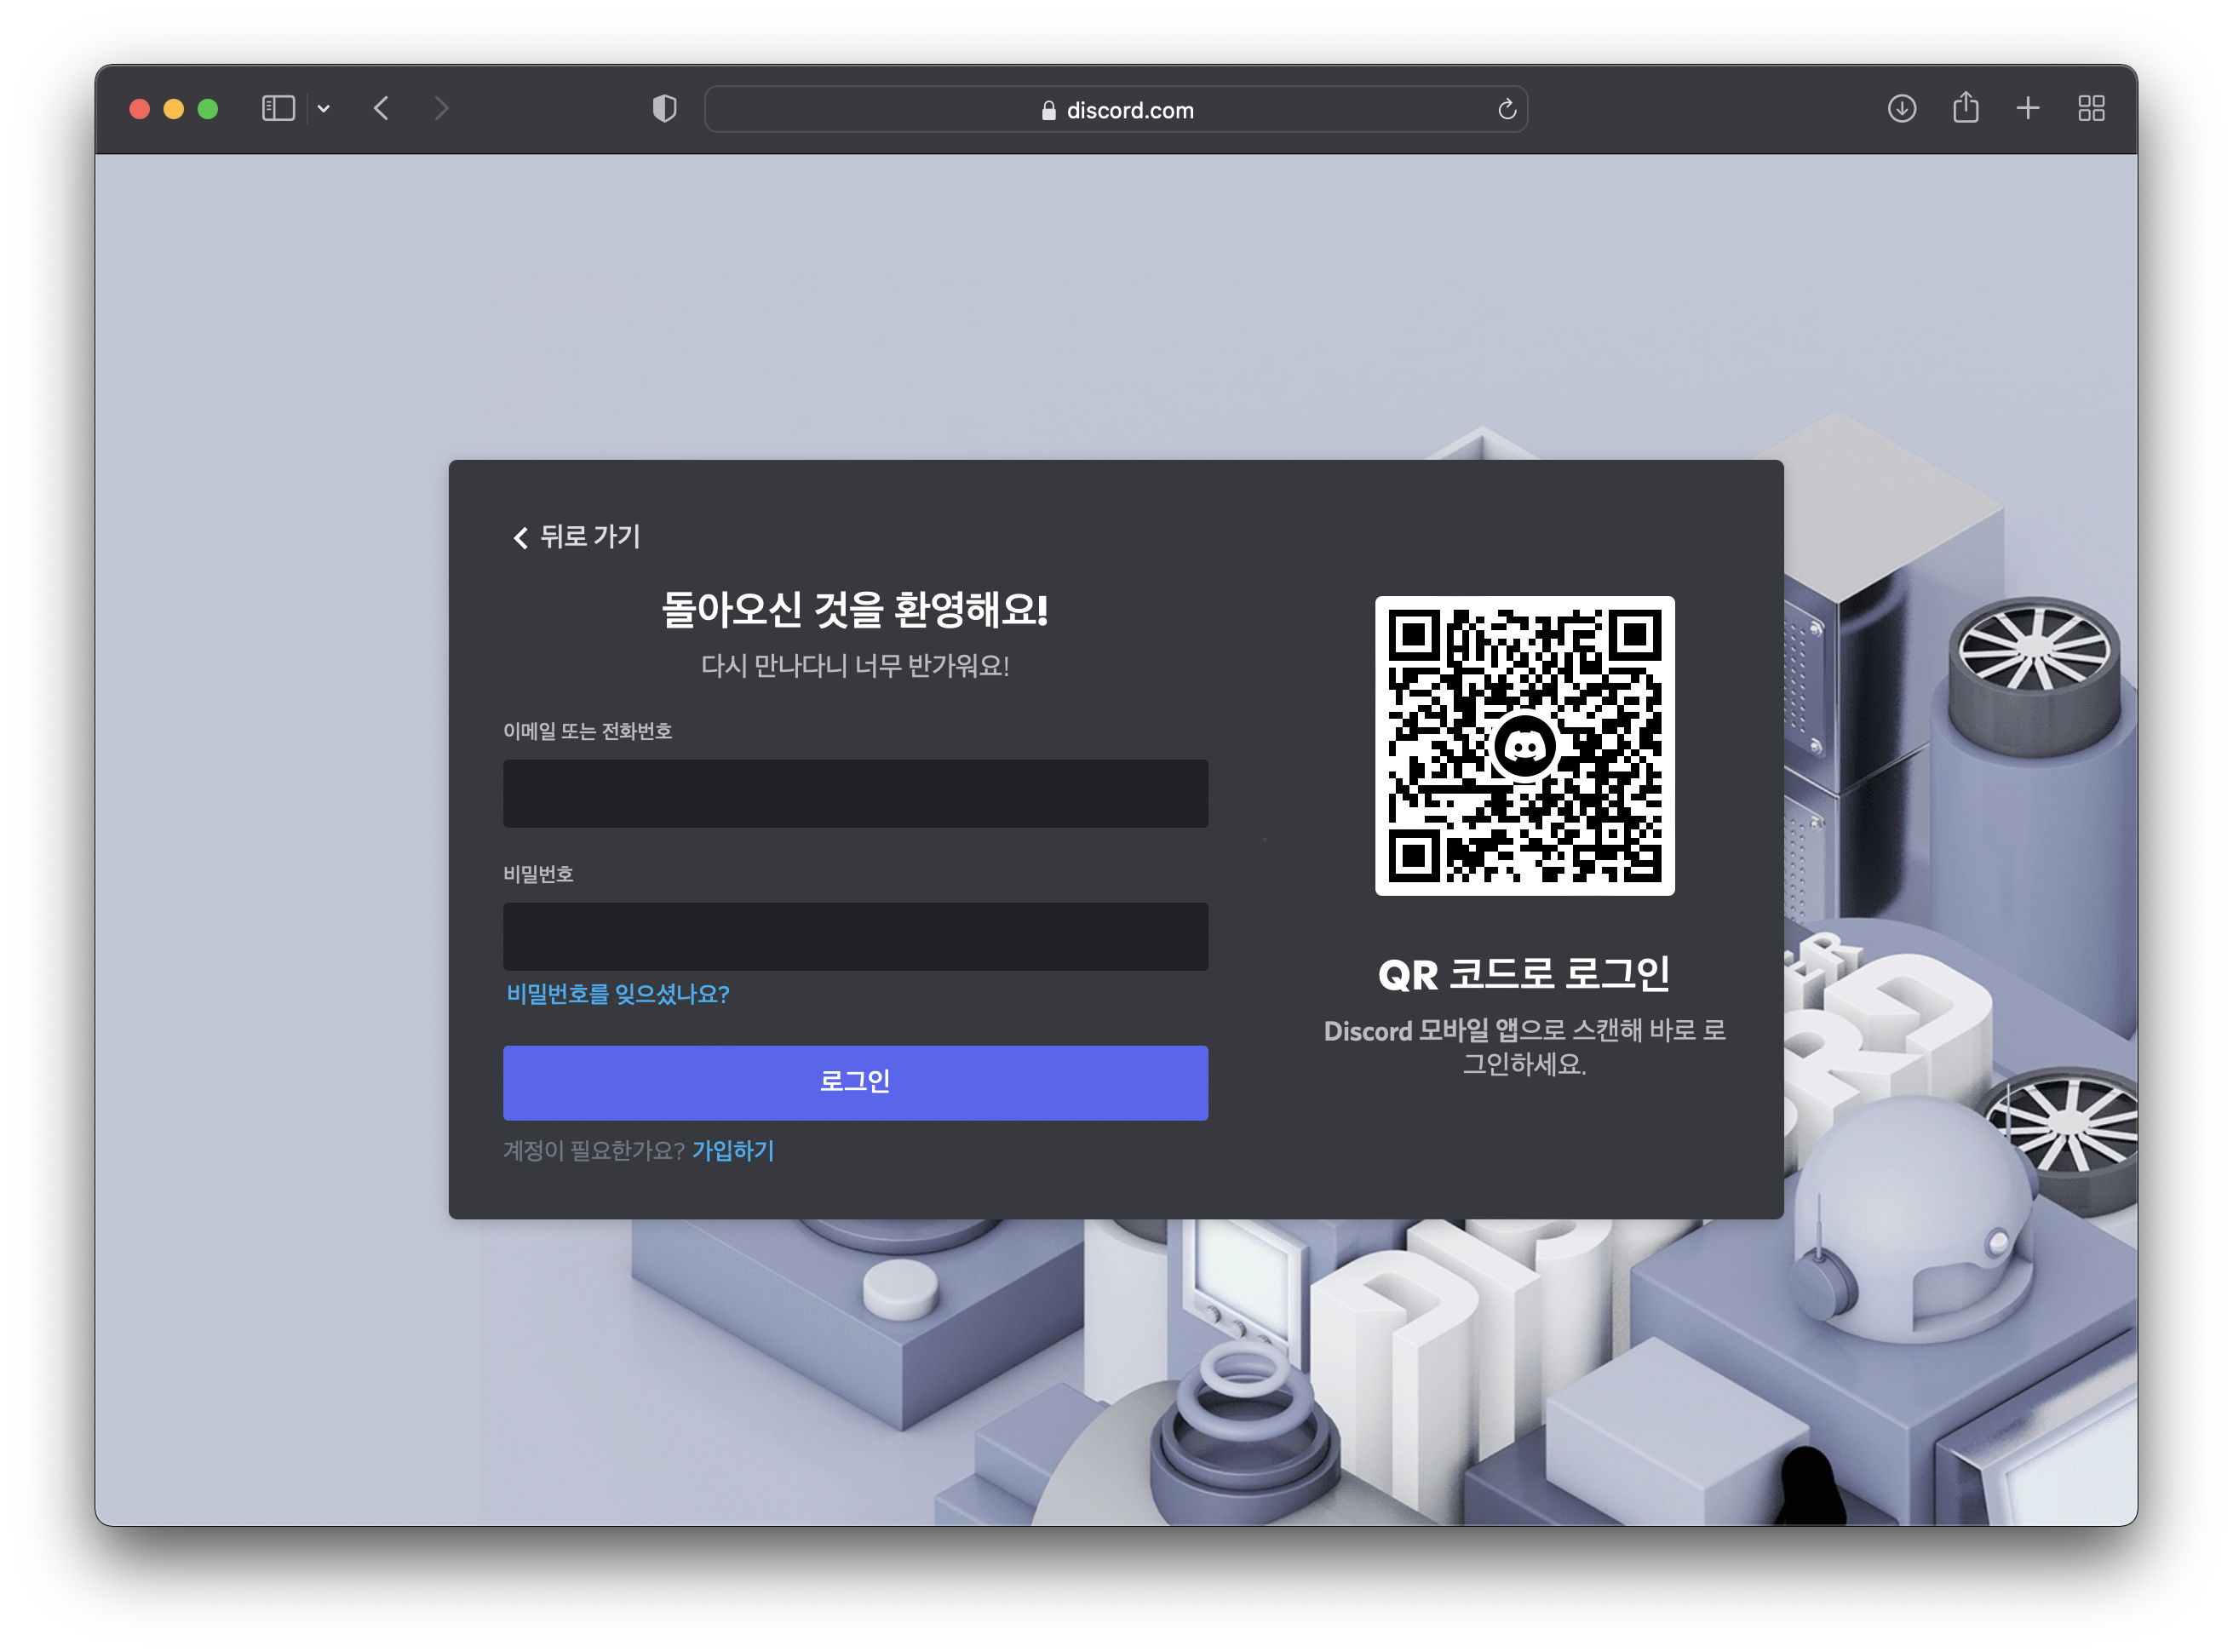 discord.com
뒤로 가기
돌아오신 것을 환영해요!
다시 만나다니 너무 반가워요!
이메일 또는 전화번호
비밀번호
비밀번호를 잊으셨나요?
로그인
계정이 필요한가요? 가입하기
QR 코드로 로그인
Discord 모바일 앱으로 스캔해 바로 로
그인하세요.